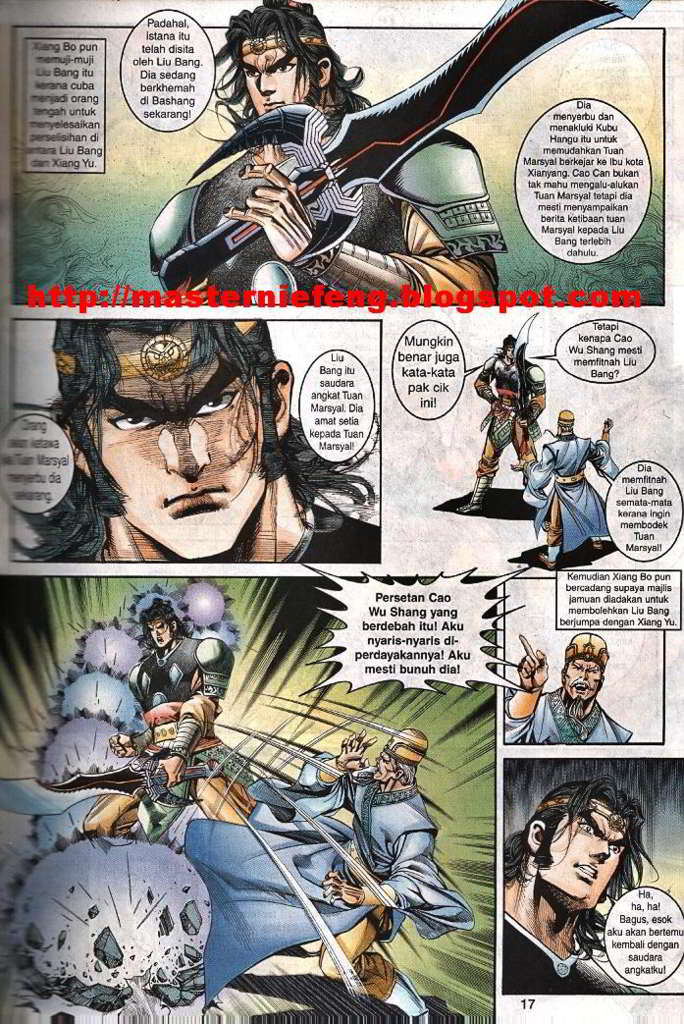 Xiang Bo pun
memuji-muji
Liu Bang itu
kerana cuba
menjadi orang
tengah untuk
menyelesaikan
perselisihan di
antara Liu Bang
dan Xiang Yu.
Padahal,
istana itu
telah disita
oleh Liu Bang.
Dia sedang
berkhemah
di Bashang
sekarang!
Dia
menyerbu dan
menakluki Kubu
Hangu itu untuk
memudahkan Tuan
Marsyal berkejar ke Ibu kota
Xianyang. Cao Can bukan
tak mahu mengalu-alukan
Tuan Marsyal tetapi dia
mesti menyampaikan
berita ketibaan tuan
Marsyal kepada Liu
Bang terlebih
dahulu.
http://masterniefeng.blogspot.com
Orang
akan ketawa
Tuan Marsyal
menyerbu dia
sekarang.
Liu
Bang itu
saudara
angkat Tuan
Marsyal. Dia
amat setia
kepada Tuan
Marsyal!
Mungkin
benar juga
kata-kata
pak cik
ini!
Tetapi
kenapa Cao
Wu Shang mesti
memfitnah Liu
Bang?
Dia
memfitnah
Liu Bang
semata-mata
kerana ingin
membodek
Tuan
Marsyal!
Persetan Cao
Wu Shang yang
berdebah itu! Aku
nyaris-nyaris di-
perdayakannya! Aku
mesti bunuh dia!
Kemudian Xiang Bo pun
bercadang supaya majlis
jamuan diadakan untuk
membolehkan Liu Bang
berjumpa dengan Xiang Yu.
Ha,
ha, ha!
Bagus, esok
aku akan bertemu
kembali dengan
saudara
angkatku!
17